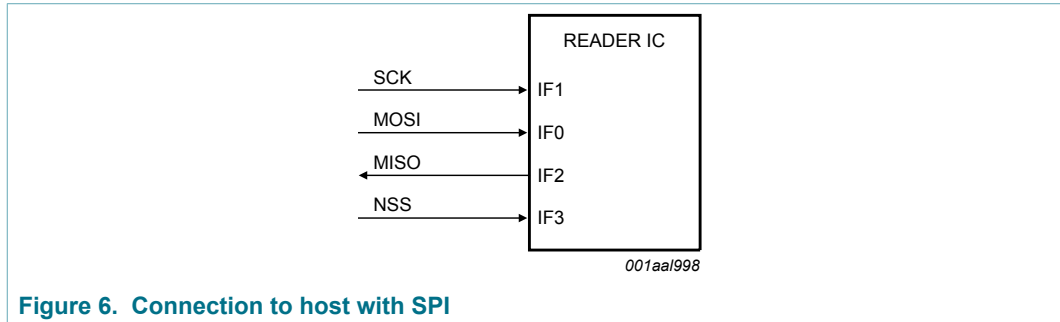 READER IC
SCK
IF1
MOSI
IF0
MISO
IF2
NSS
IF3
001aal998
Figure 6. Connection to host with SPI